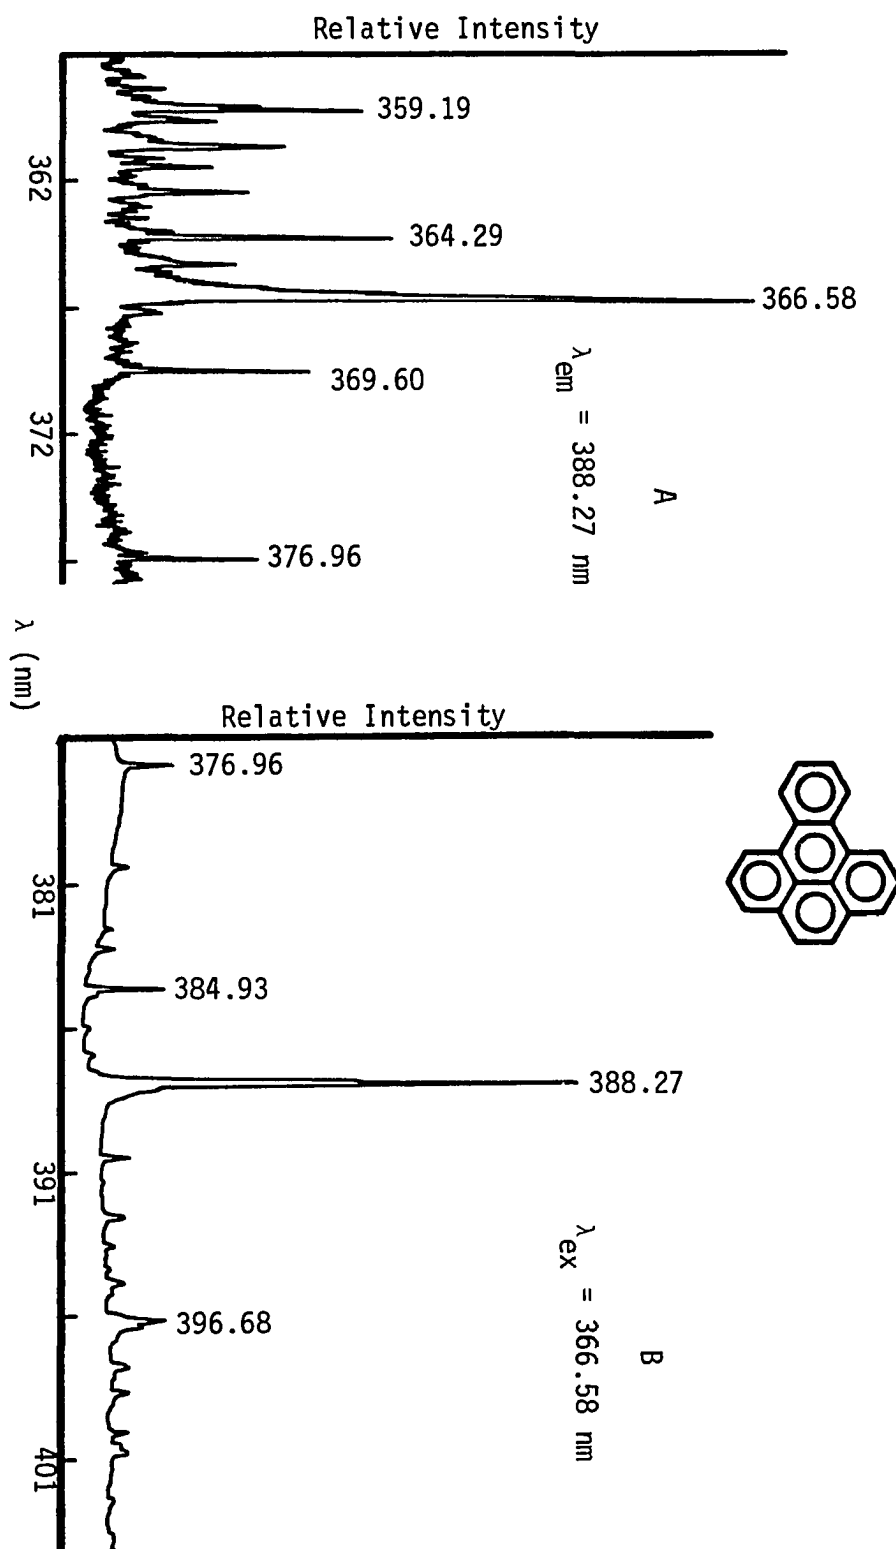 Relative Intensity
359.19
364.29
366.58
369.60
376.96
362
372
λem = 388.27 nm
A
λ (nm)
Relative Intensity
376.96
384.93
388.27
396.68
381
391
401
λex = 366.58 nm
B